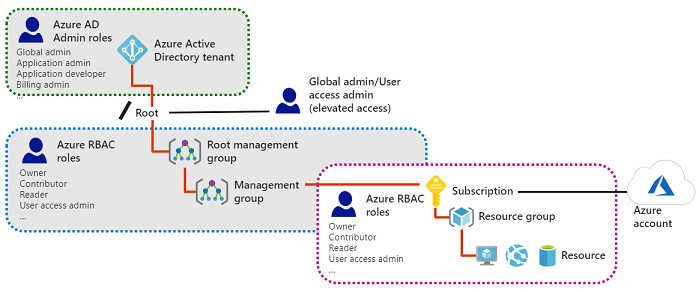 Azure AD
Admin roles
Global admin
Application admin
Application developer
Billing admin
...
Azure Active
Directory tenant
/
Root
Global admin/User
access admin
(elevated access)
Azure RBAC
roles
Owner
Contributor
Reader
User access admin
...
Root management
group
Management
group
Azure RBAC
roles
Owner
Contributor
Reader
User access admin
...
Subscription
Resource group
Resource
Azure
account